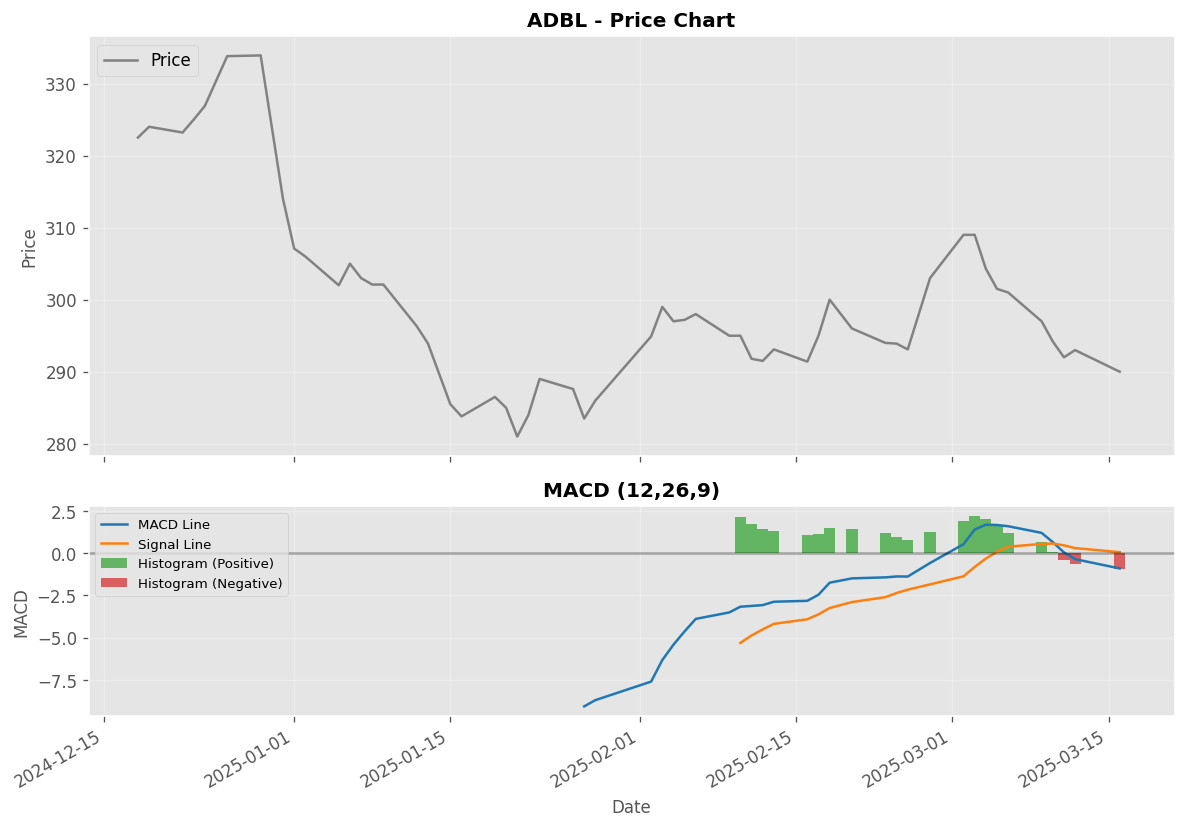 ADBL - Price Chart
Price
330
320
310
300
290
280
Price
MACD (12,26,9)
MACD Line
Signal Line
Histogram (Positive)
Histogram (Negative)
2.5
0.0
−2.5
−5.0
−7.5
MACD
2024-12-15
2025-01-01
2025-01-15
2025-02-01
2025-02-15
2025-03-01
2025-03-15
Date